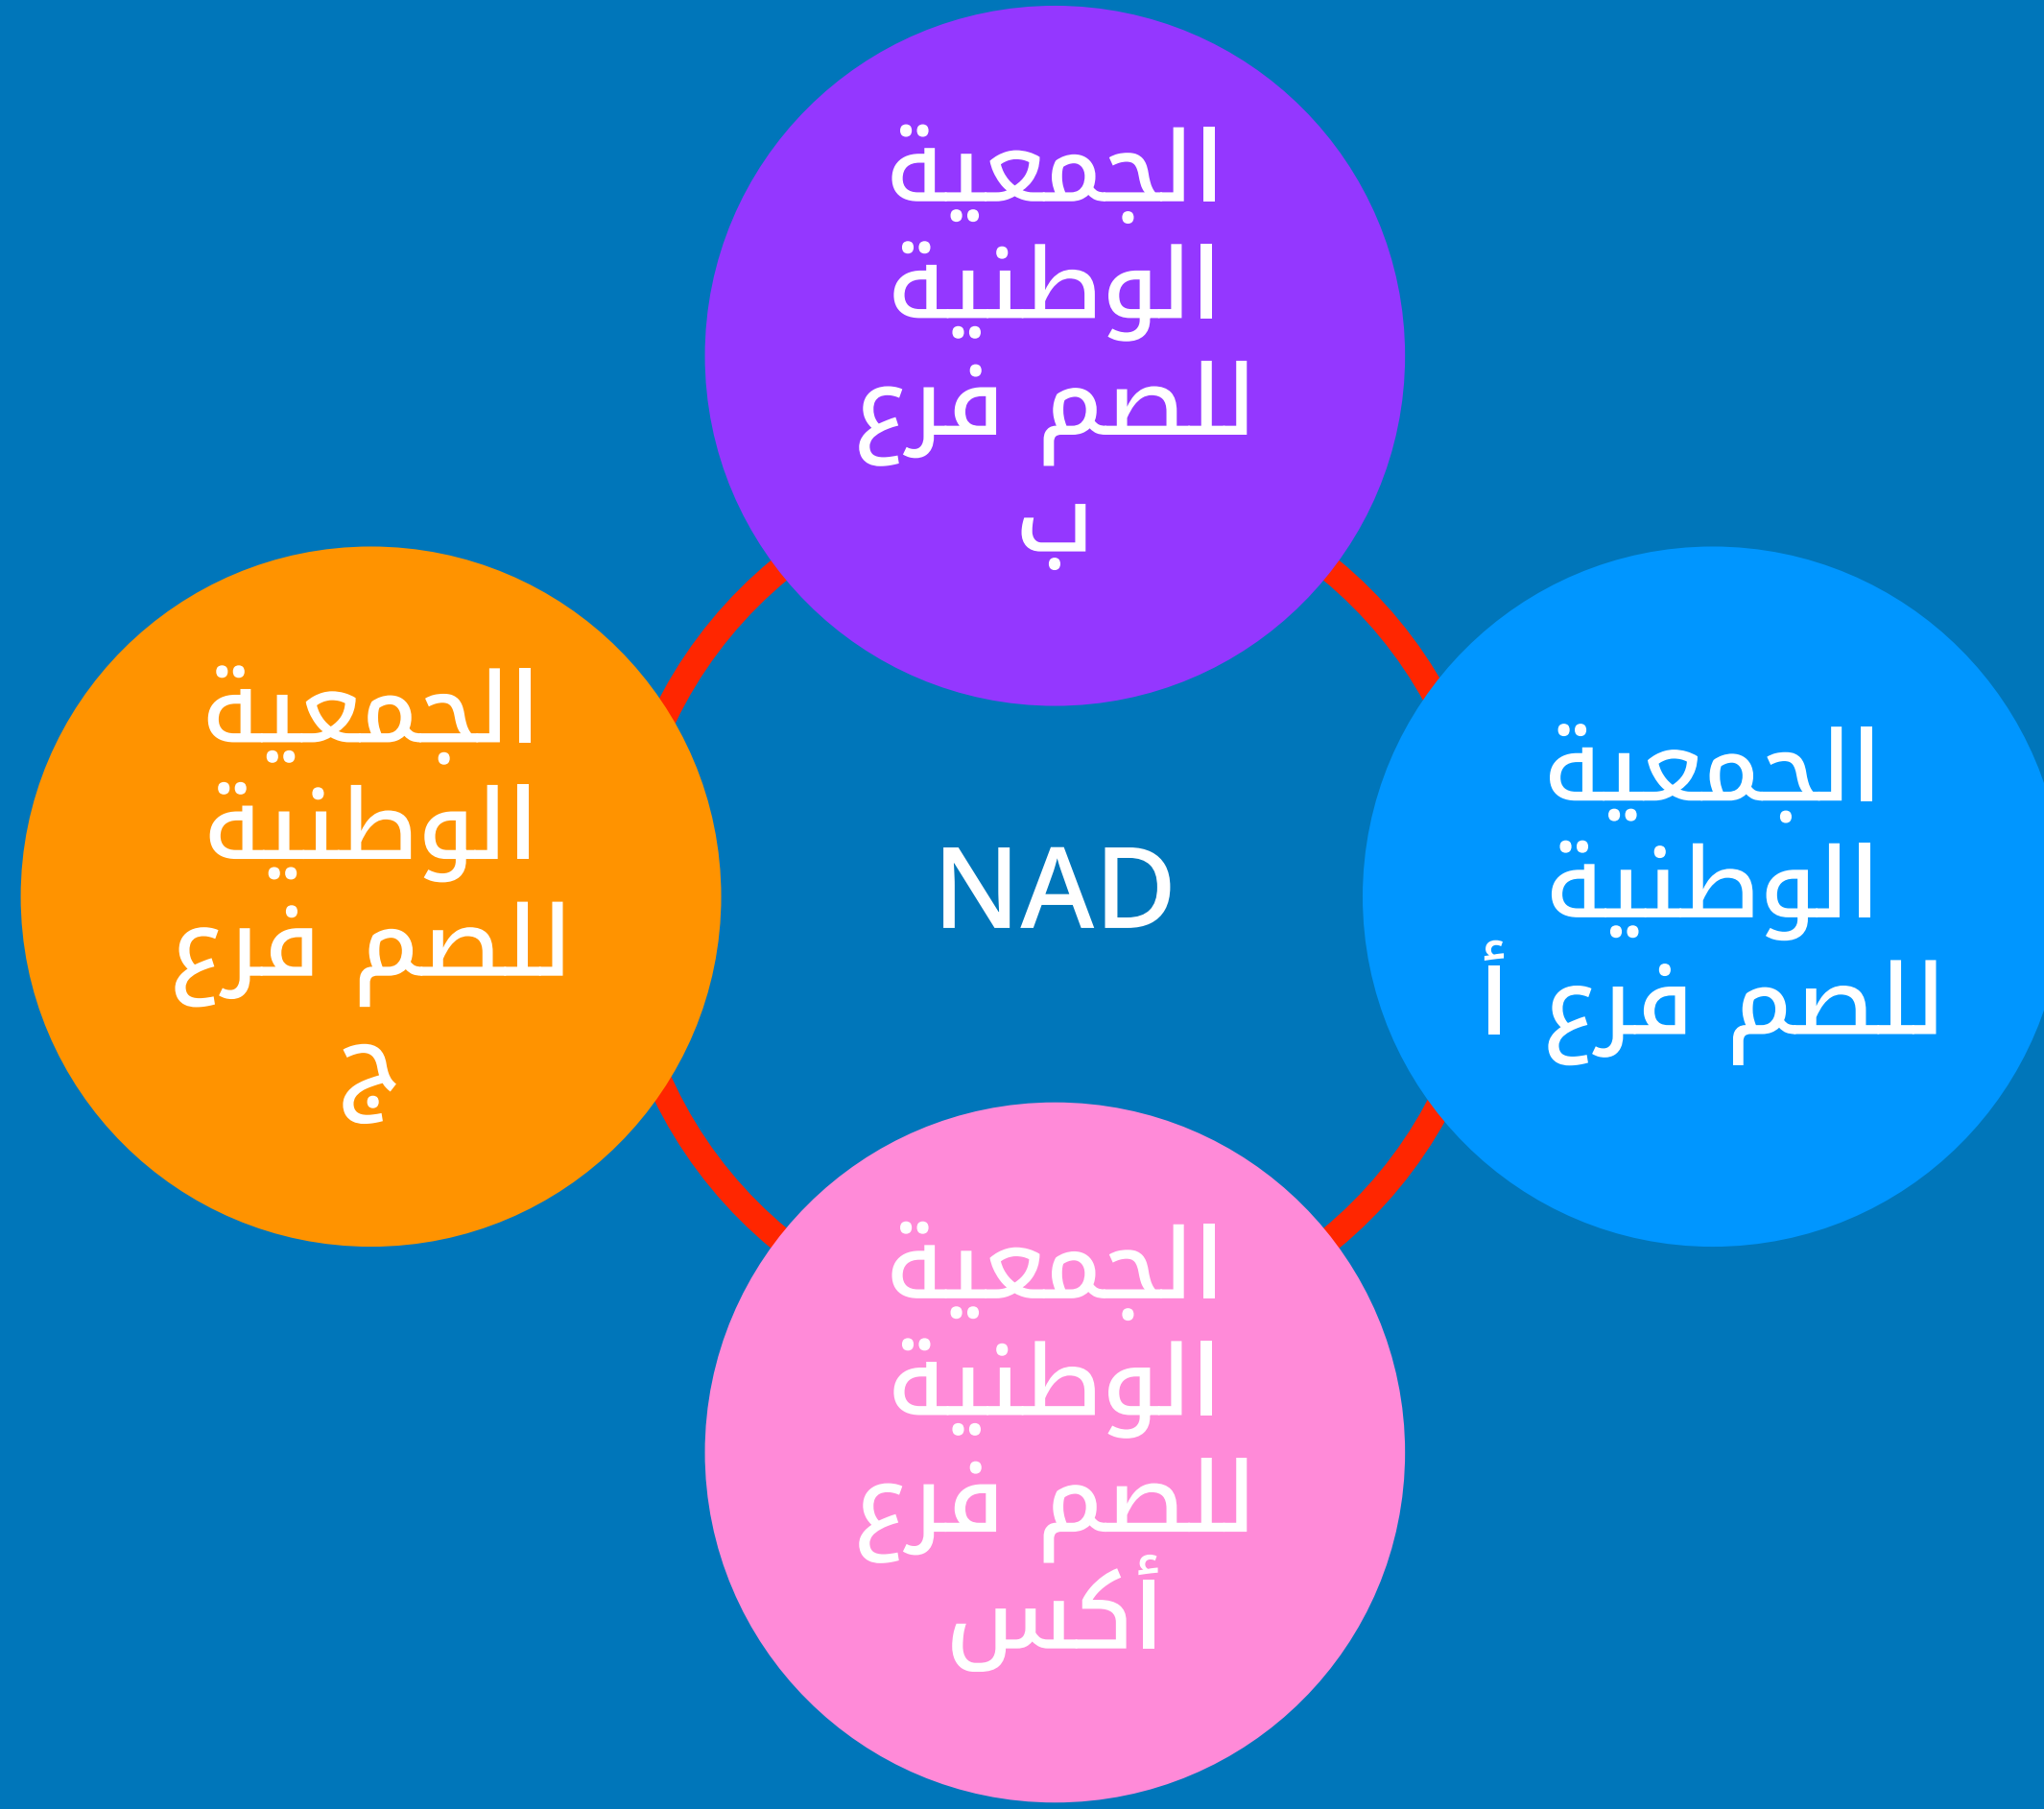 الجمعية
الوطنية
للصم فرع
ب
الجمعية
الوطنية
للصم فرع أ
NAD
الجمعية
الوطنية
للصم فرع
ج
الجمعية
الوطنية
للصم فرع
أكس